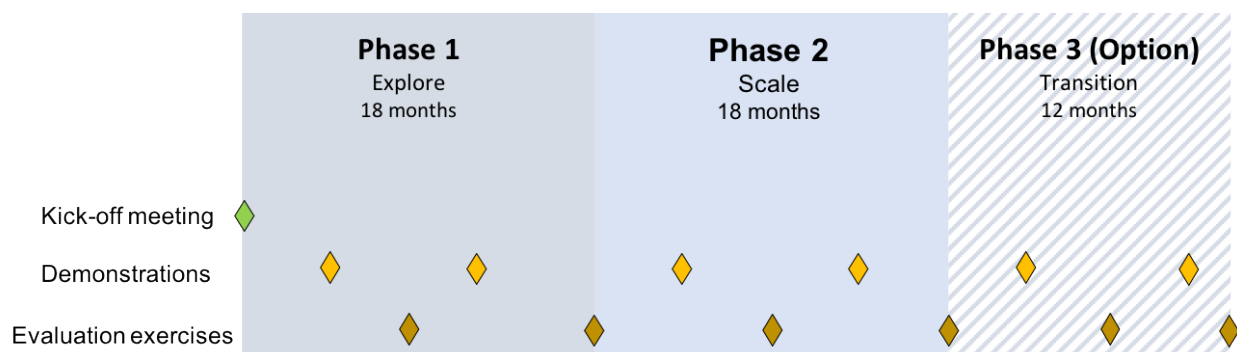 Phase 1
Explore
18 months
Phase 2
Scale
18 months
Phase 3 (Option)
Transition
12 months
Kick-off meeting
Demonstrations
Evaluation exercises